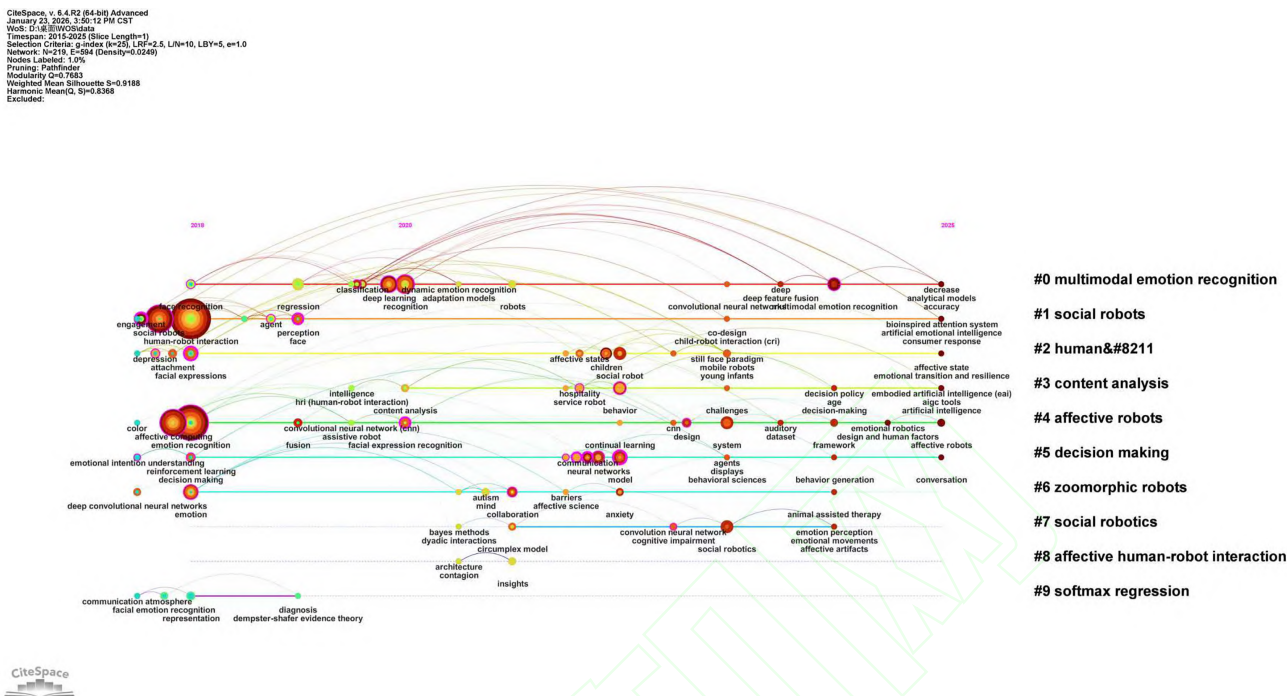 CiteSpace, v. 6.4.R2 (64-bit) Advanced
January 23, 2026, 3:50:12 PM CST
WoS: D:\桌面\WOS\data
Timespan: 2015-2025 (Slice Length=1)
Selection Criteria: g-index (k=25), LRF=2.5, L/N=10, LBY=5, e=1.0
Network: N=219, E=594 (Density=0.0249)
Nodes Labeled: 1.0%
Pruning: Pathfinder
Modularity Q=0.7683
Weighted Mean Silhouette S=0.9188
Harmonic Mean(Q, S)=0.8368
Excluded:
2018 2020 2025
#0 multimodal emotion recognition
face recognition regression classification dynamic emotion recognition deep decrease
deep learning adaptation models deep feature fusion analytical models
recognition robots convolutional neural networks multimodal emotion recognition accuracy
#1 social robots
engagement agent bioinspired attention system
social robots perception co-design artificial emotional intelligence
human-robot interaction face child-robot interaction (cri) consumer response
#2 human&#8211
depression affective states still face paradigm affective state
attachment children mobile robots emotional transition and resilience
facial expressions social robot young infants
#3 content analysis
intelligence hospitality decision policy embodied artificial intelligence (eai)
hri (human-robot interaction) service robot age aigc tools
content analysis behavior challenges decision-making artificial intelligence
#4 affective robots
color convolutional neural network (cnn) cnn auditory emotional robotics
affective computing assistive robot design dataset design and human factors
emotion recognition fusion facial expression recognition continual learning system framework affective robots
#5 decision making
emotional intention understanding communication agents
reinforcement learning neural networks displays
decision making model behavioral sciences behavior generation conversation
#6 zoomorphic robots
deep convolutional neural networks autism barriers
emotion mind affective science
collaboration anxiety animal assisted therapy
#7 social robotics
bayes methods convolution neural network emotion perception
dyadic interactions cognitive impairment emotional movements
circumplex model social robotics affective artifacts
#8 affective human-robot interaction
architecture
contagion
insights
#9 softmax regression
communication atmosphere
facial emotion recognition diagnosis
representation dempster-shafer evidence theory
CiteSpace